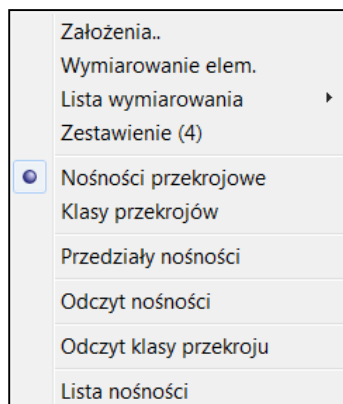 Założenia..
Wymiarowanie elem.
Lista wymiarowania
Zestawienie (4)
Nośności przekrojowe
Klasy przekrojów
Przedziały nośności
Odczyt nośności
Odczyt klasy przekroju
Lista nośności